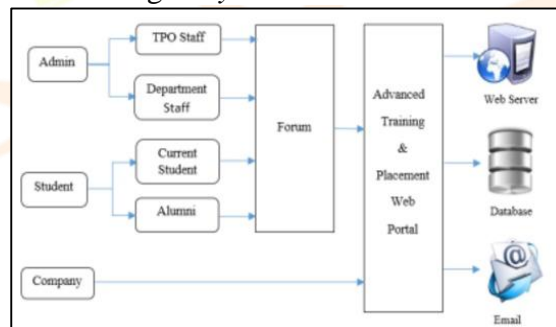 TPO Staff
Admin
Department
Staff
Forum
Current
Student
Student
Alumni
Company
Advanced
Training
&
Placement
Web
Portal
Web Server
Database
@
Email